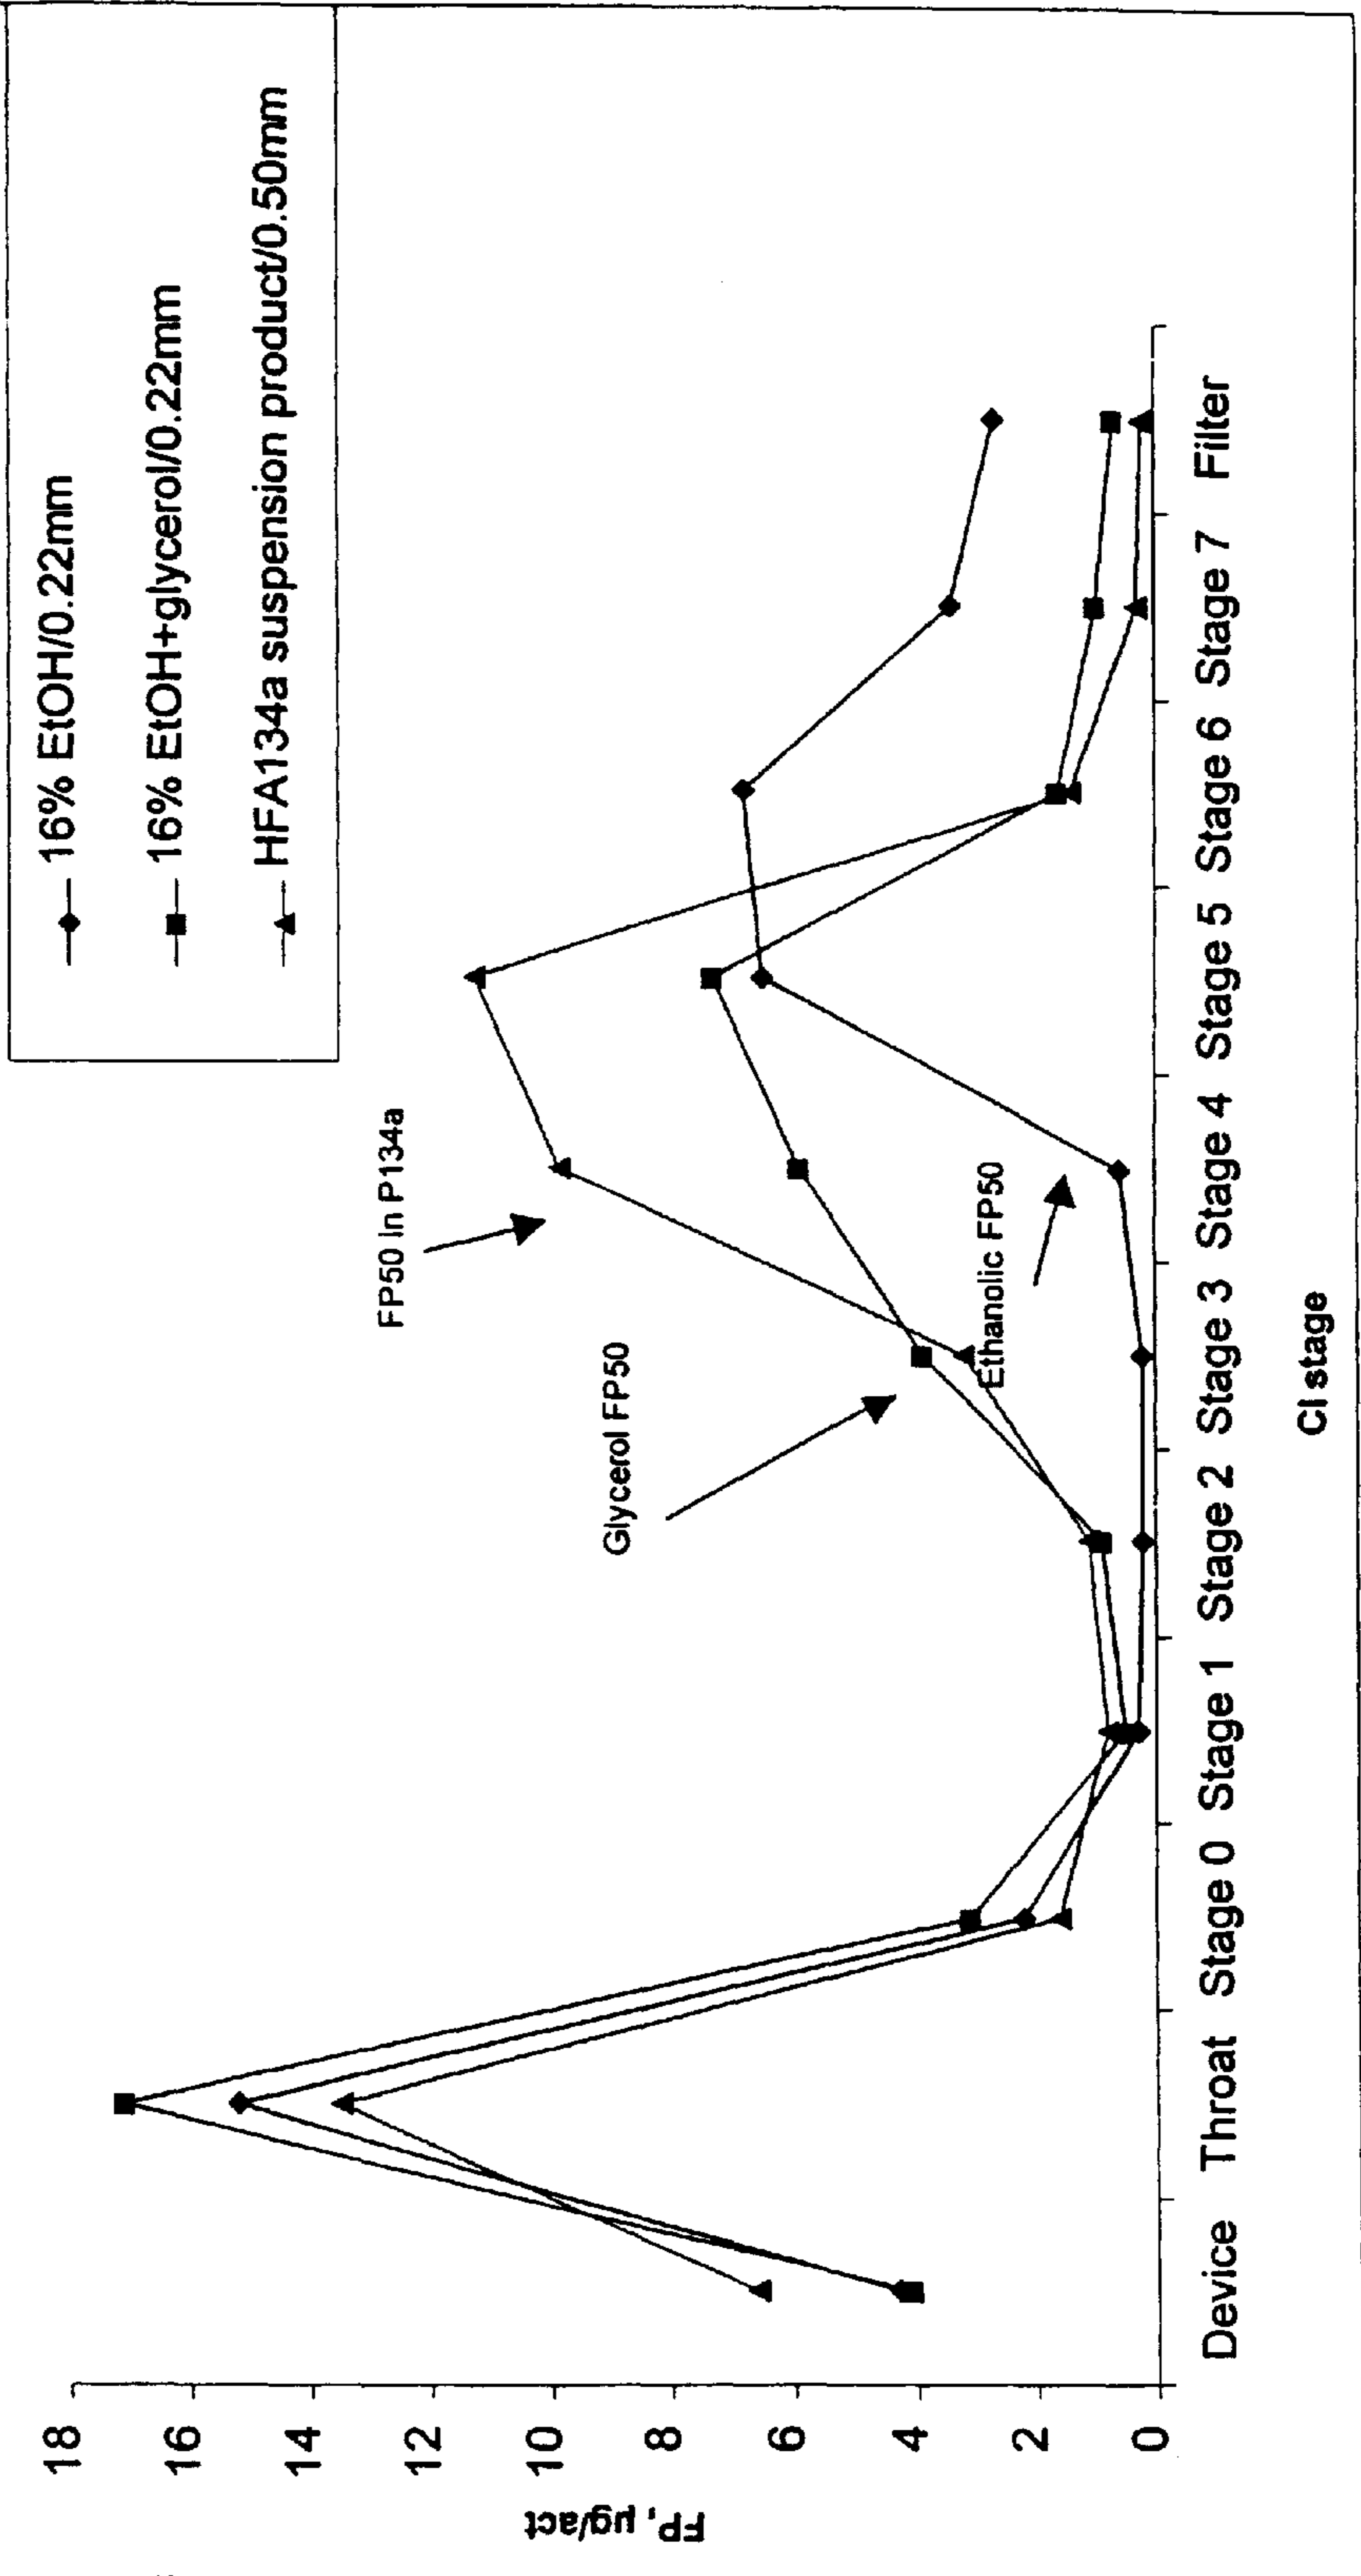 16% EtOH/0.22mm
16% EtOH+glycerol/0.22mm
HFA134a suspension product/0.50mm
FP50 in P134a
Glycerol FP50
Ethanolic FP50
18
16
14
12
10
8
6
4
2
0
FP, µg/act
Device Throat Stage 0 Stage 1 Stage 2 Stage 3 Stage 4 Stage 5 Stage 6 Stage 7 Filter
CI stage